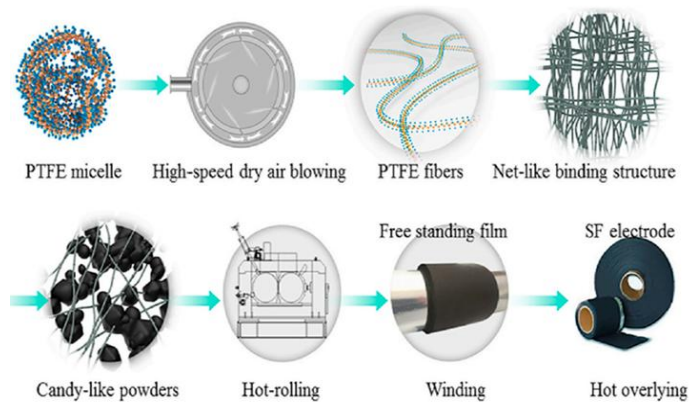 PTFE micelle
High-speed dry air blowing
PTFE fibers
Net-like binding structure
Free standing film
SF electrode
Candy-like powders
Hot-rolling
Winding
Hot overlying